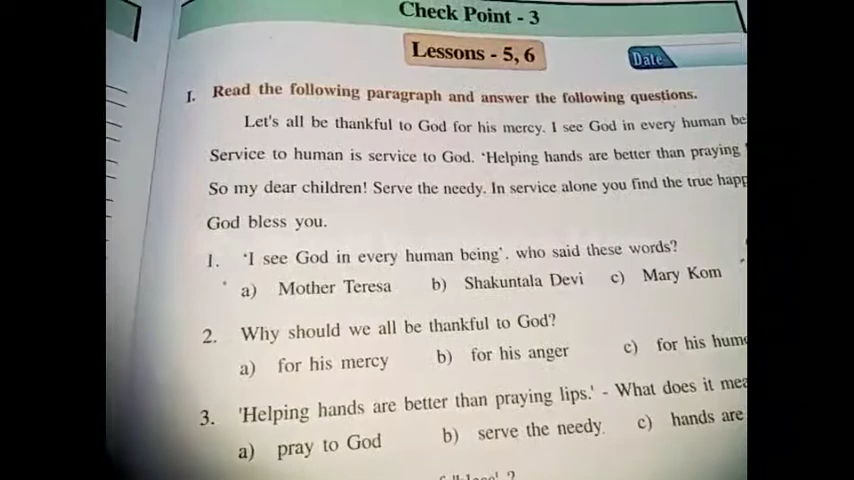 Check Point - 3
Lessons - 5, 6
Date
I. Read the following paragraph and answer the following questions.
Let's all be thankful to God for his mercy. I see God in every human
Service to human is service to God. 'Helping hands are better than praying
So my dear children! Serve the needy. In service alone you find the true
God bless you.
1. 'I see God in every human being'. who said these words?
a) Mother Teresa b) Shakuntala Devi c) Mary Kom
2. Why should we all be thankful to God?
a) for his mercy b) for his anger c) for his
3. 'Helping hands are better than praying lips.' - What does it
a) pray to God b) serve the needy. c) hands are